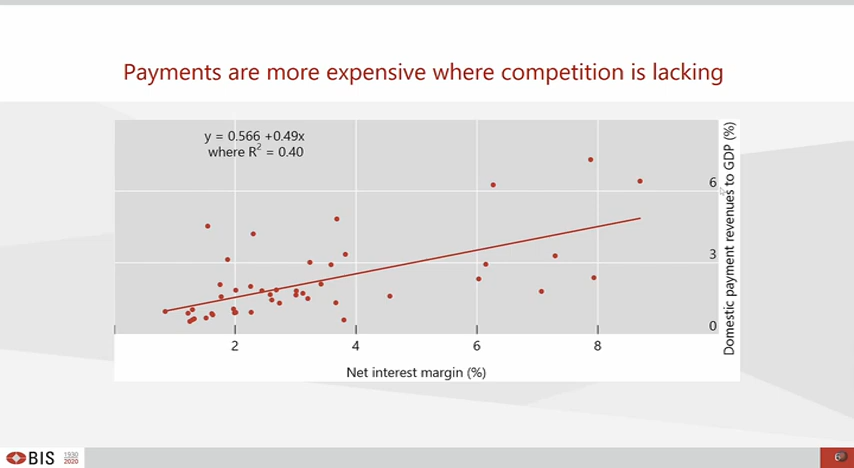 Payments are more expensive where competition is lacking
y = 0.566 +0.49x
where R² = 0.40
6
3
0
Domestic payment revenues to GDP (%)
2 4 6 8
Net interest margin (%)
BIS
1930
2020